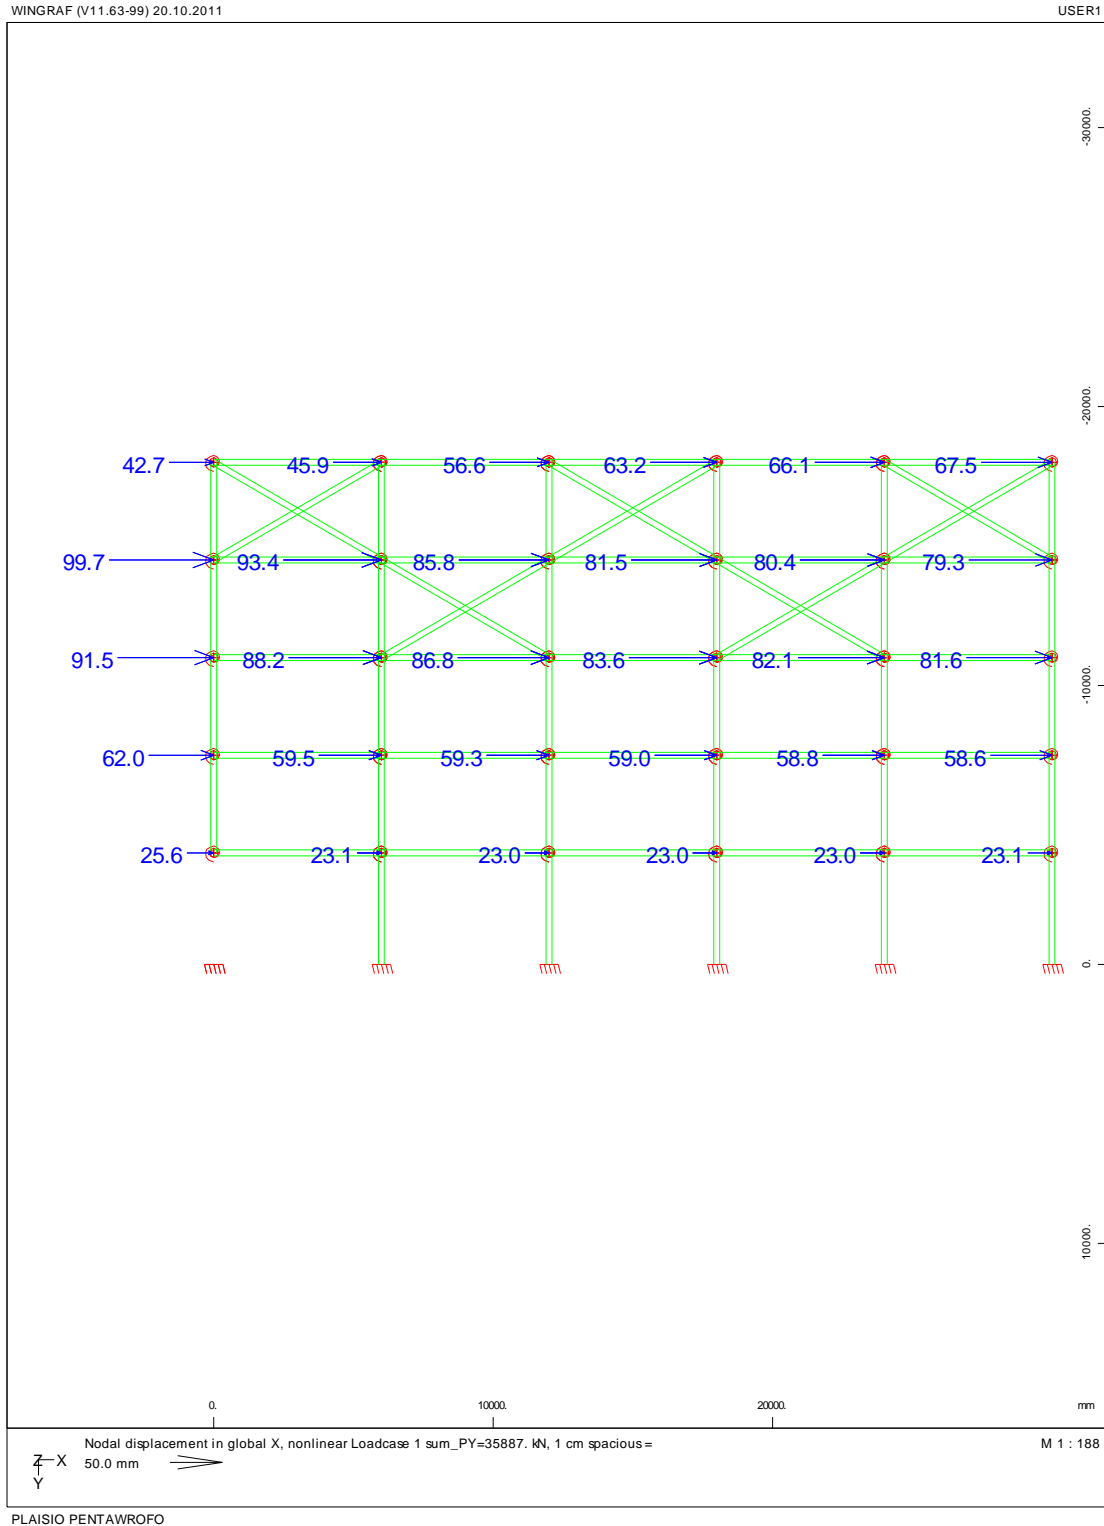 WINGRAF (V11.63-99) 20.10.2011 USER1
-30000.
-20000.
42.7 45.9 56.6 63.2 66.1 67.5
99.7 93.4 85.8 81.5 80.4 79.3
91.5 88.2 86.8 83.6 82.1 81.6
-10000.
62.0 59.5 59.3 59.0 58.8 58.6
25.6 23.1 23.0 23.0 23.0 23.1
0.
10000.
0. 10000. 20000. mm
Nodal displacement in global X, nonlinear Loadcase 1 sum_PY=35887. kN, 1 cm spacious = M 1 : 188
Z X 50.0 mm
Y
PLAISIO PENTAWROFO